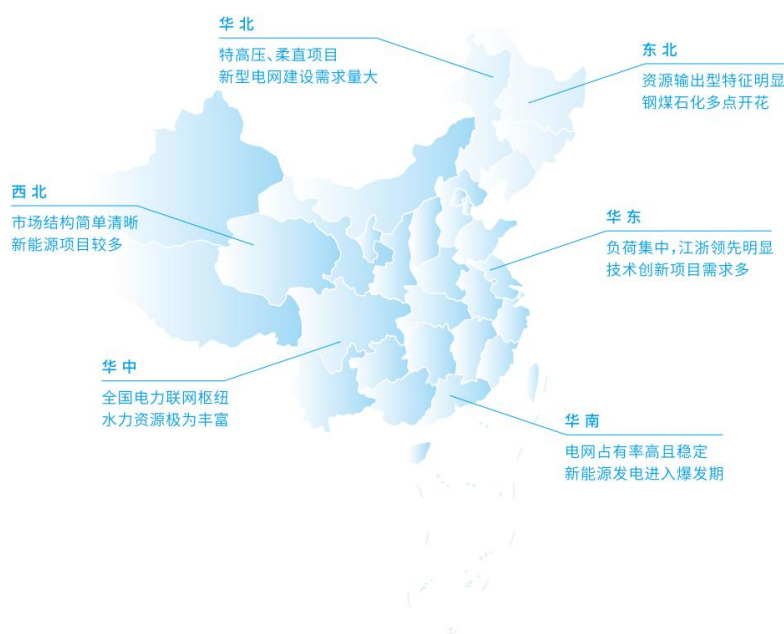 华北
特高压、柔直项目
新型电网建设需求量大
东北
资源输出型特征明显
钢煤石化多点开花
西北
市场结构简单清晰
新能源项目较多
华东
负荷集中，江浙领先明显
技术创新项目需求多
华中
全国电力联网枢纽
水力资源极为丰富
华南
电网占有率高且稳定
新能源发电进入爆发期